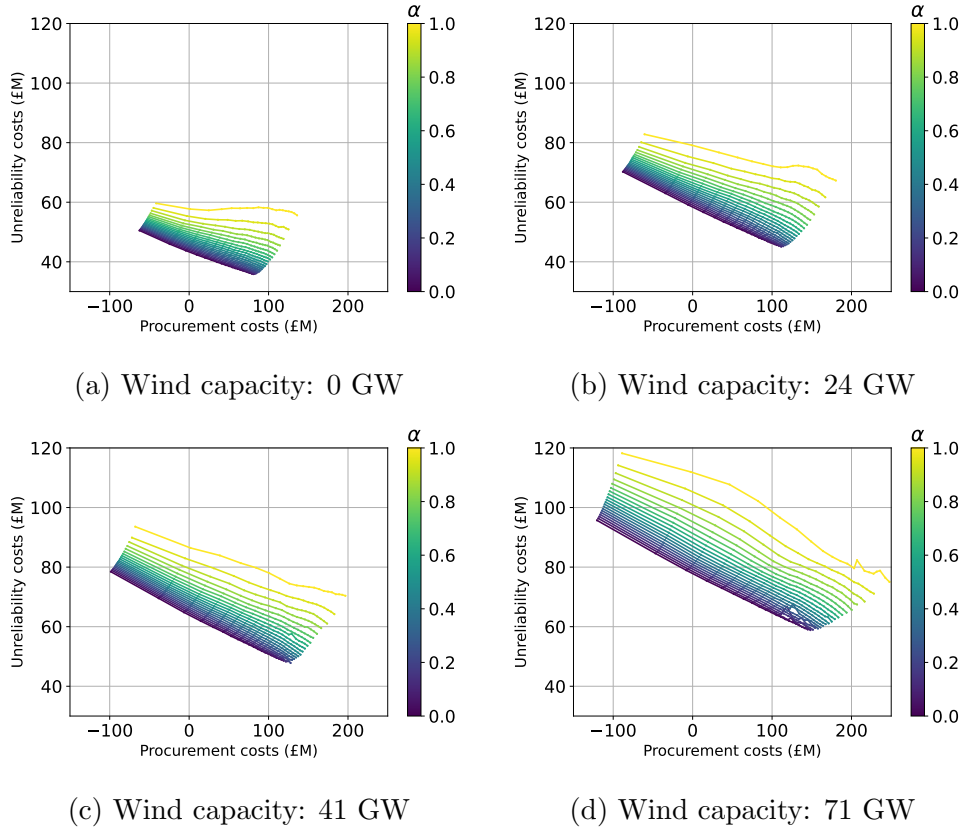 α
120
100
80
60
40
Unreliability costs (£M)
−100 0 100 200
Procurement costs (£M)
1.0
0.8
0.6
0.4
0.2
0.0
(a) Wind capacity: 0 GW
α
120
100
80
60
40
Unreliability costs (£M)
−100 0 100 200
Procurement costs (£M)
1.0
0.8
0.6
0.4
0.2
0.0
(b) Wind capacity: 24 GW
α
120
100
80
60
40
Unreliability costs (£M)
−100 0 100 200
Procurement costs (£M)
1.0
0.8
0.6
0.4
0.2
0.0
(c) Wind capacity: 41 GW
α
120
100
80
60
40
Unreliability costs (£M)
−100 0 100 200
Procurement costs (£M)
1.0
0.8
0.6
0.4
0.2
0.0
(d) Wind capacity: 71 GW